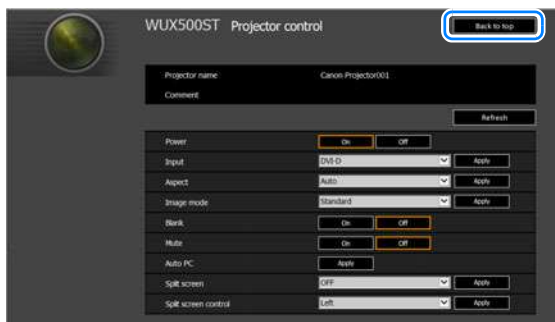 WUX500ST Projector control
Back to top
Projector name Canon-Projector001
Comment
Refresh
Power On Off
Input DVI-D Apply
Aspect Auto Apply
Image mode Standard Apply
Blank On Off
Mute On Off
Auto PC Apply
Split screen OFF Apply
Split screen control Left Apply